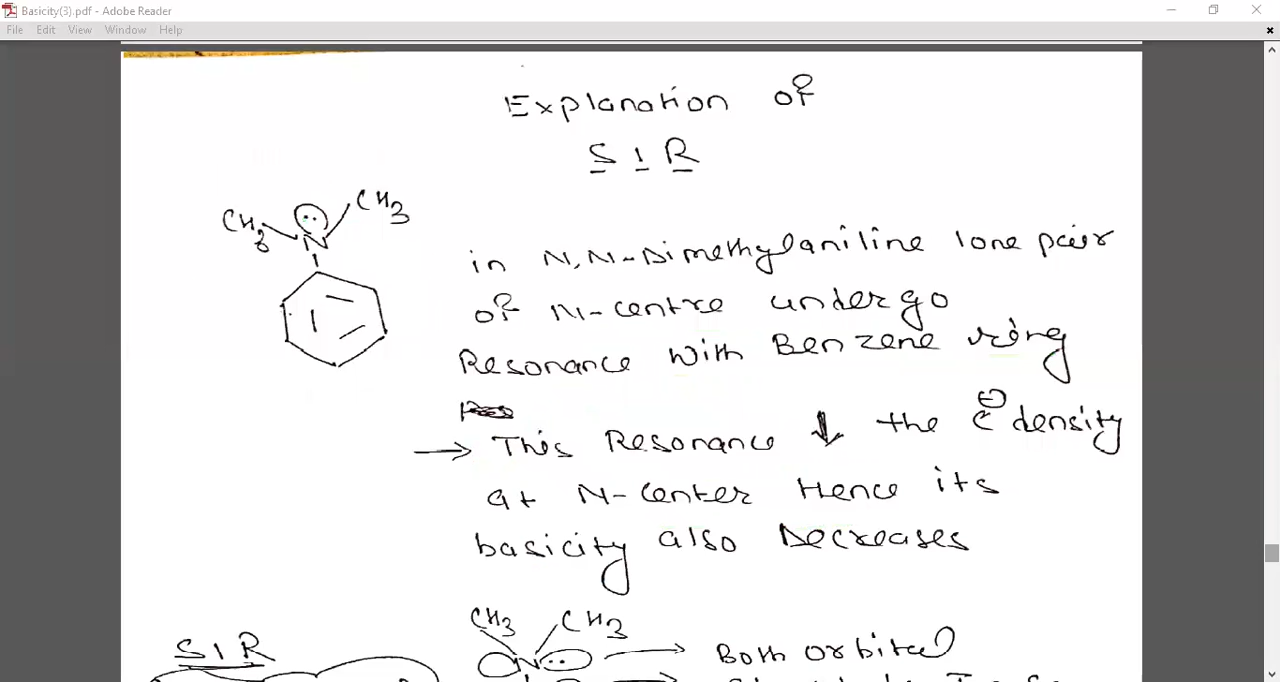 Basicity(3).pdf - Adobe Reader
File Edit View Window Help
Explanation of
S I R
CH3 CH3
N
in N,N-Dimethylaniline lone pair
of N-centre undergo
Resonance with Benzene ring
→ This Resonance ↓ the e⊖ density
at N-Center Hence its
basicity also Decreases
CH3 CH3
SIR
N → Both orbital